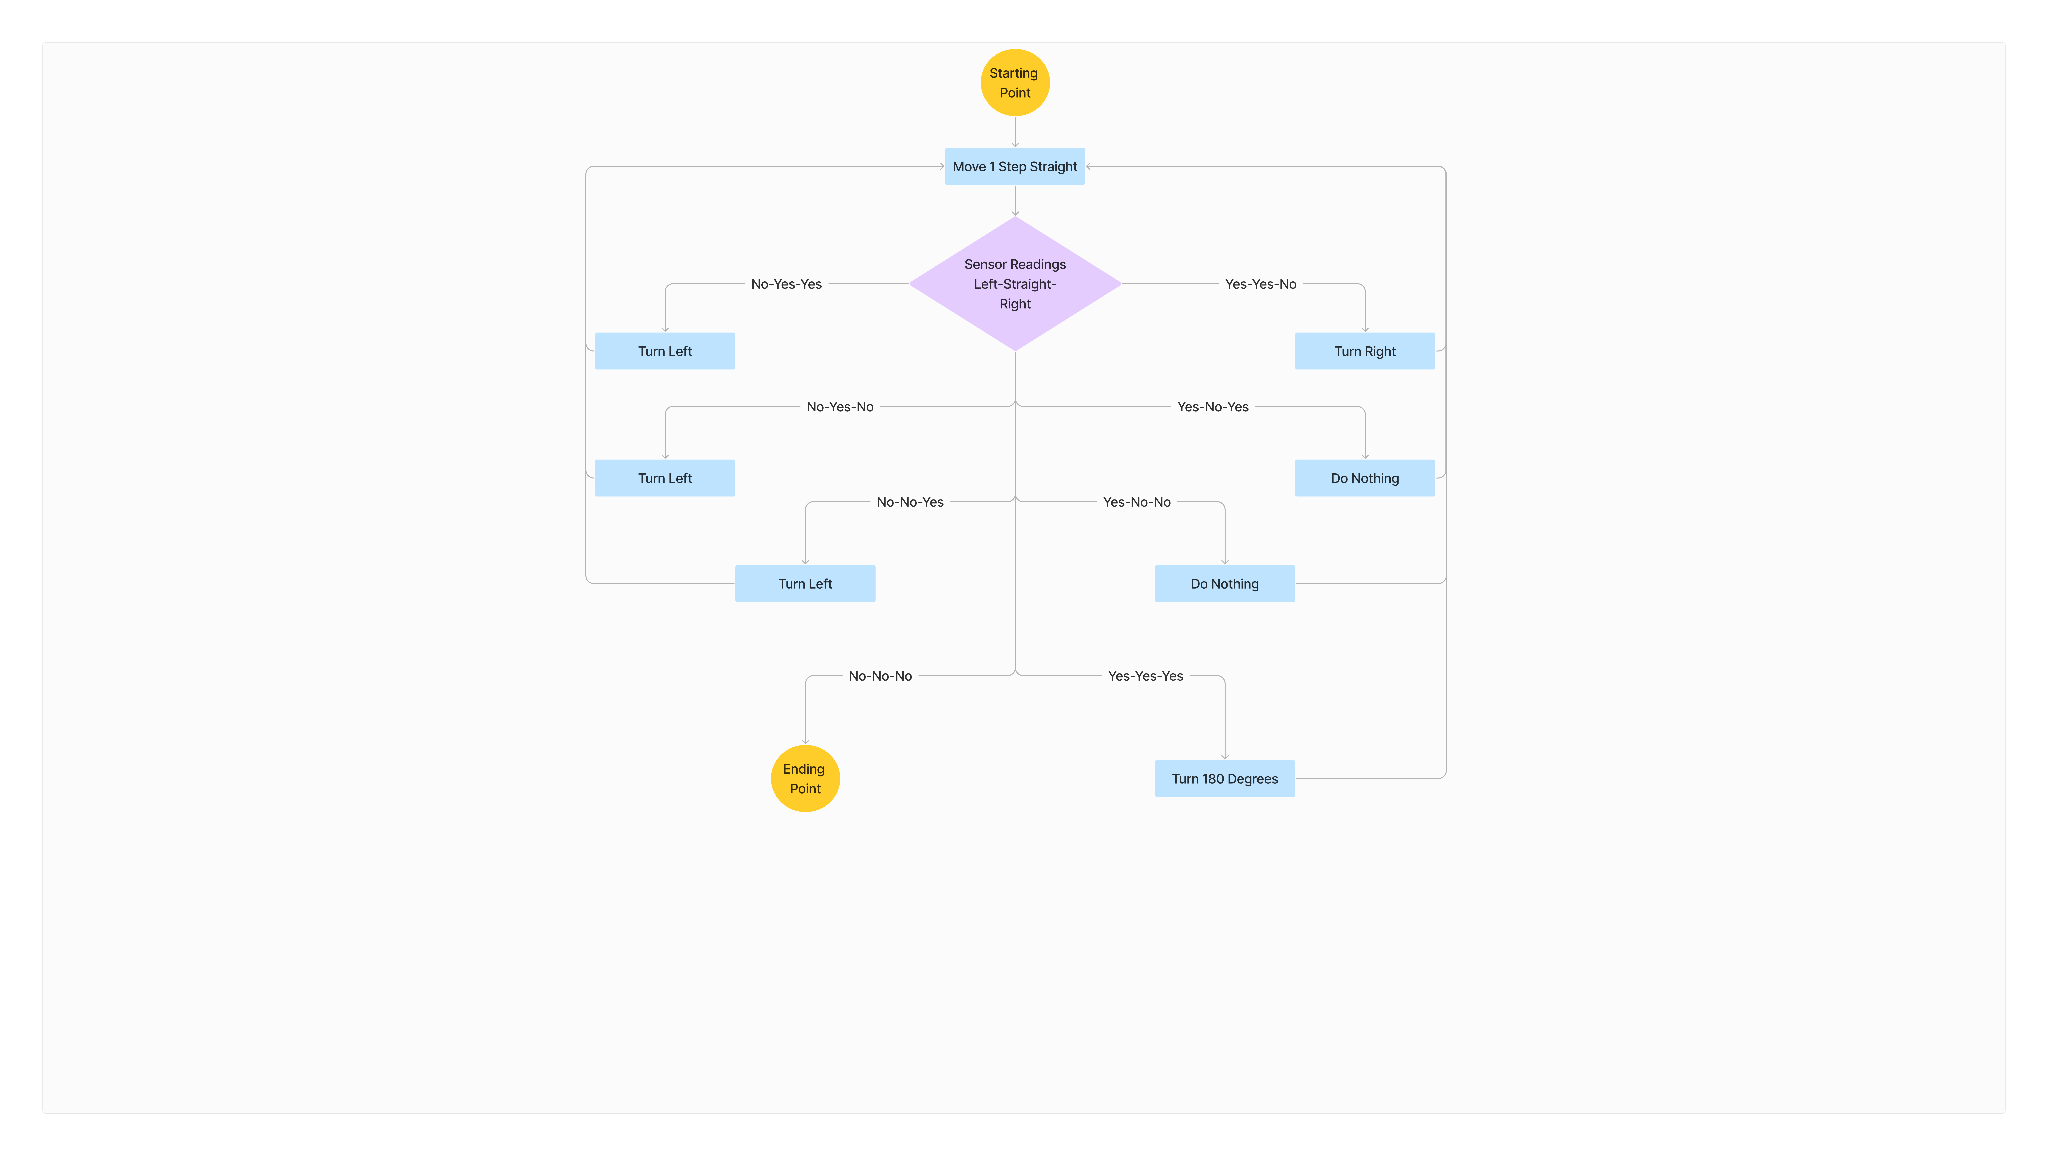 Starting
Point
Move 1 Step Straight
Sensor Readings
Left-Straight-
Right
No-Yes-Yes
Yes-Yes-No
Turn Left
Turn Right
No-Yes-No
Yes-No-Yes
Turn Left
Do Nothing
No-No-Yes
Yes-No-No
Turn Left
Do Nothing
No-No-No
Yes-Yes-Yes
Ending
Point
Turn 180 Degrees